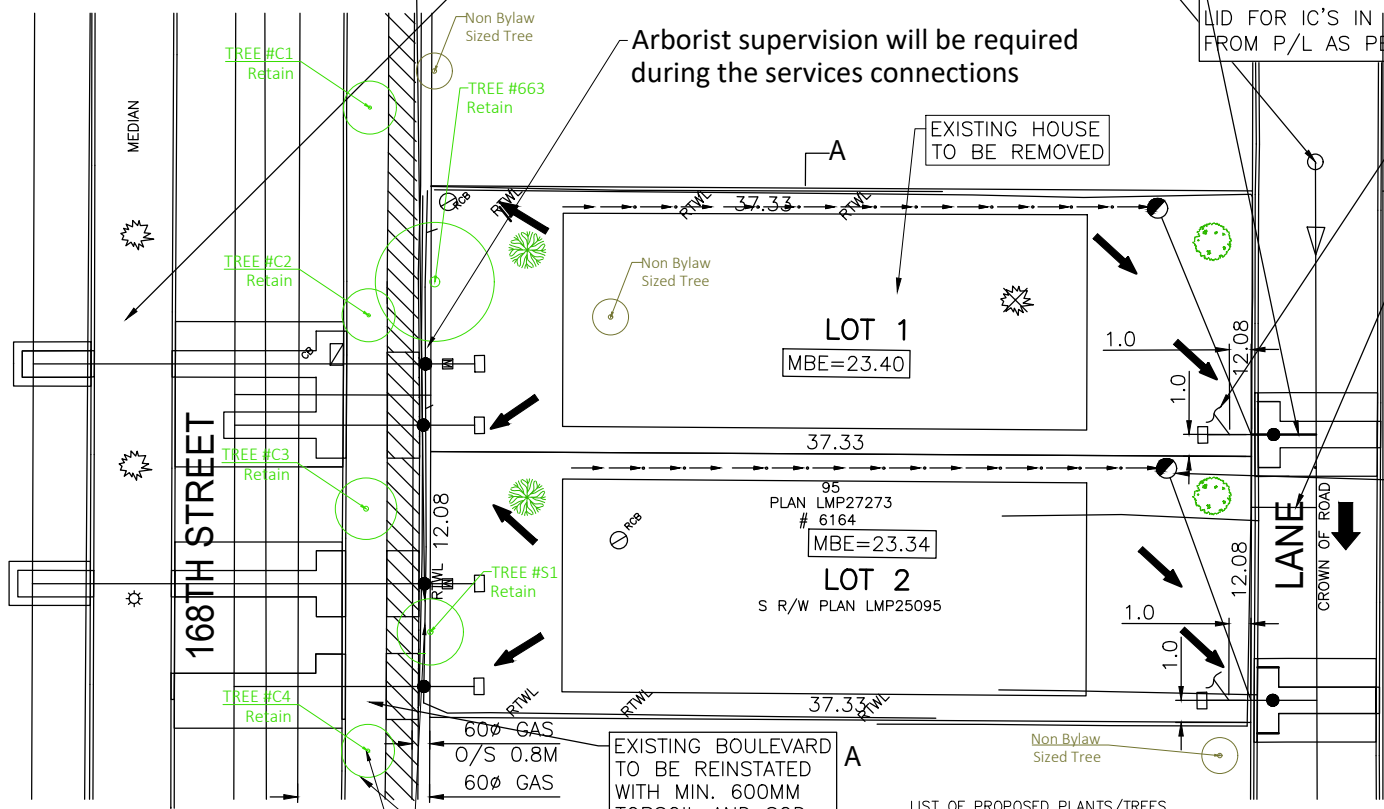 Non Bylaw
Sized Tree
LID FOR IC'S IN
FROM P/L AS PE
TREE #C1
Retain
Arborist supervision will be required
during the services connections
TREE #663
Retain
MEDIAN
EXISTING HOUSE
TO BE REMOVED
A
RCB
RTWL
RTWL
37.33
RTWL
TREE #C2
Retain
Non Bylaw
Sized Tree
LOT 1
MBE=23.40
1.0
12.08
CB
1.0
168TH STREET
37.33
TREE #C3
Retain
12.08
95
PLAN LMP27273
# 6164
MBE=23.34
RCB
LOT 2
S R/W PLAN LMP25095
LANE
CROWN OF ROAD
12.08
RTWL
TREE #S1
Retain
1.0
1.0
TREE #C4
Retain
RTWL
RTWL
37.33
RTWL
60ø GAS
O/S 0.8M
60ø GAS
EXISTING BOULEVARD
TO BE REINSTATED
WITH MIN. 600MM
A
Non Bylaw
Sized Tree
LIST OF PROPOSED PLANTS/TREES